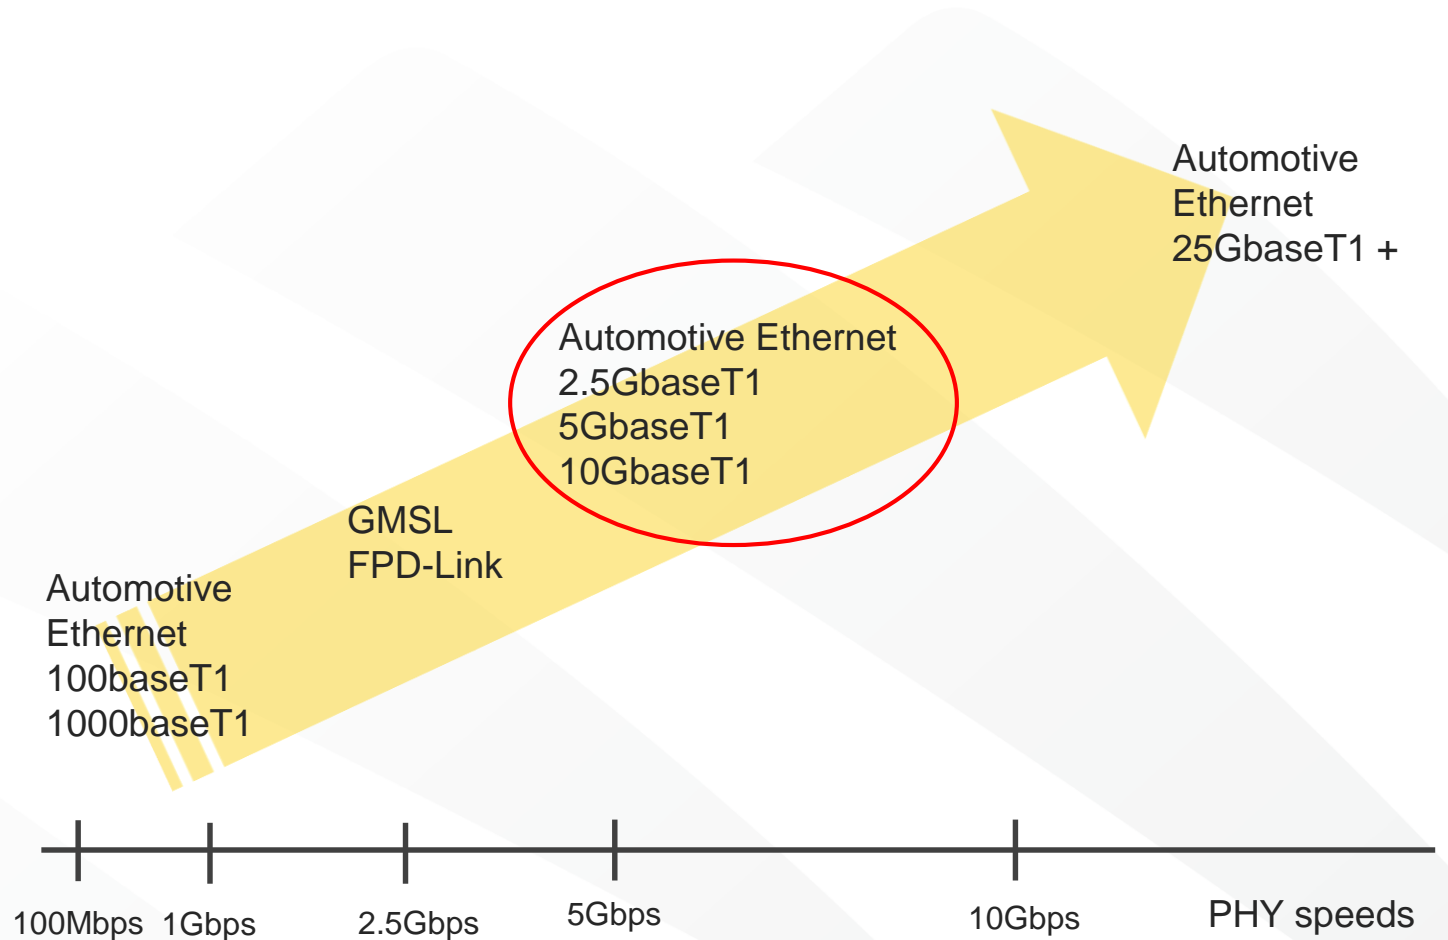 Automotive
Ethernet
25GbaseT1 +
Automotive Ethernet
2.5GbaseT1
5GbaseT1
10GbaseT1
GMSL
FPD-Link
Automotive
Ethernet
100baseT1
1000baseT1
100Mbps
1Gbps
2.5Gbps
5Gbps
10Gbps
PHY speeds